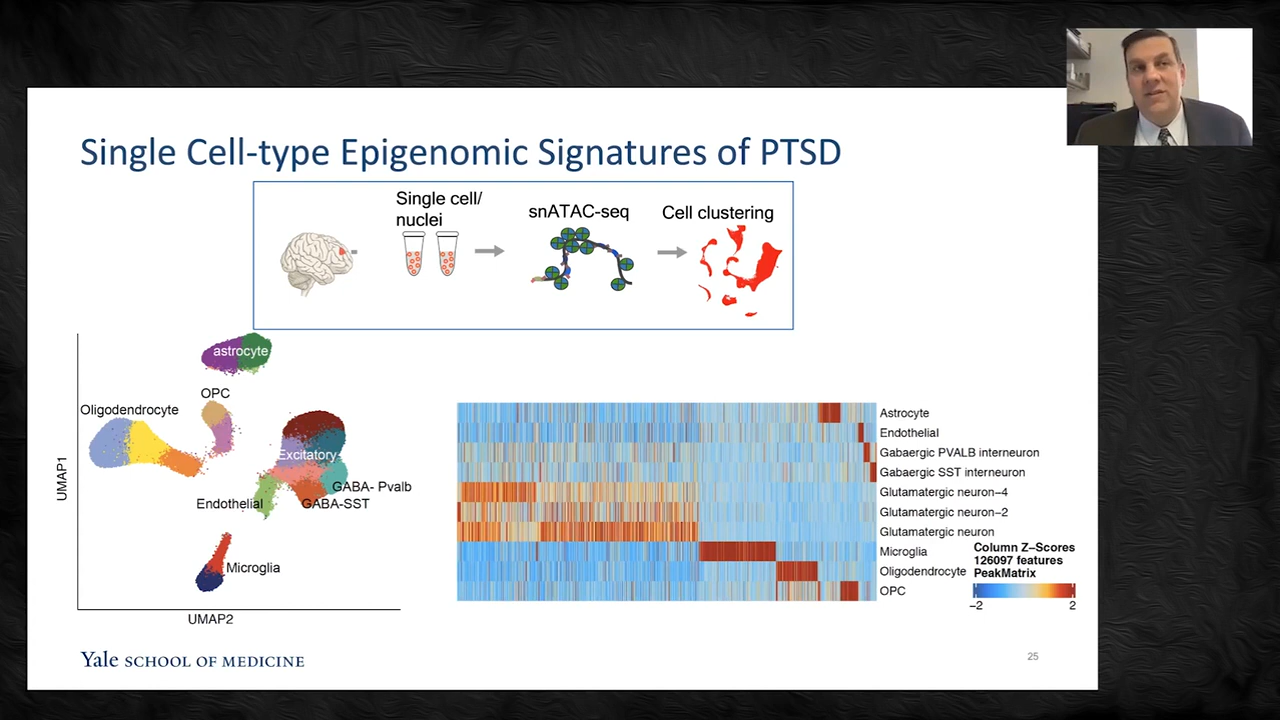 Single Cell-type Epigenomic Signatures of PTSD
Single cell/
nuclei
snATAC-seq
Cell clustering
astrocyte
OPC
Oligodendrocyte
Excitatory-
GABA- Pvalb
Endothelial
GABA-SST
Microglia
UMAP1
UMAP2
Astrocyte
Endothelial
Gabaergic PVALB interneuron
Gabaergic SST interneuron
Glutamatergic neuron−4
Glutamatergic neuron−2
Glutamatergic neuron
Microglia
Oligodendrocyte
OPC
Column Z−Scores
126097 features
PeakMatrix
−2
2
Yale SCHOOL OF MEDICINE
25